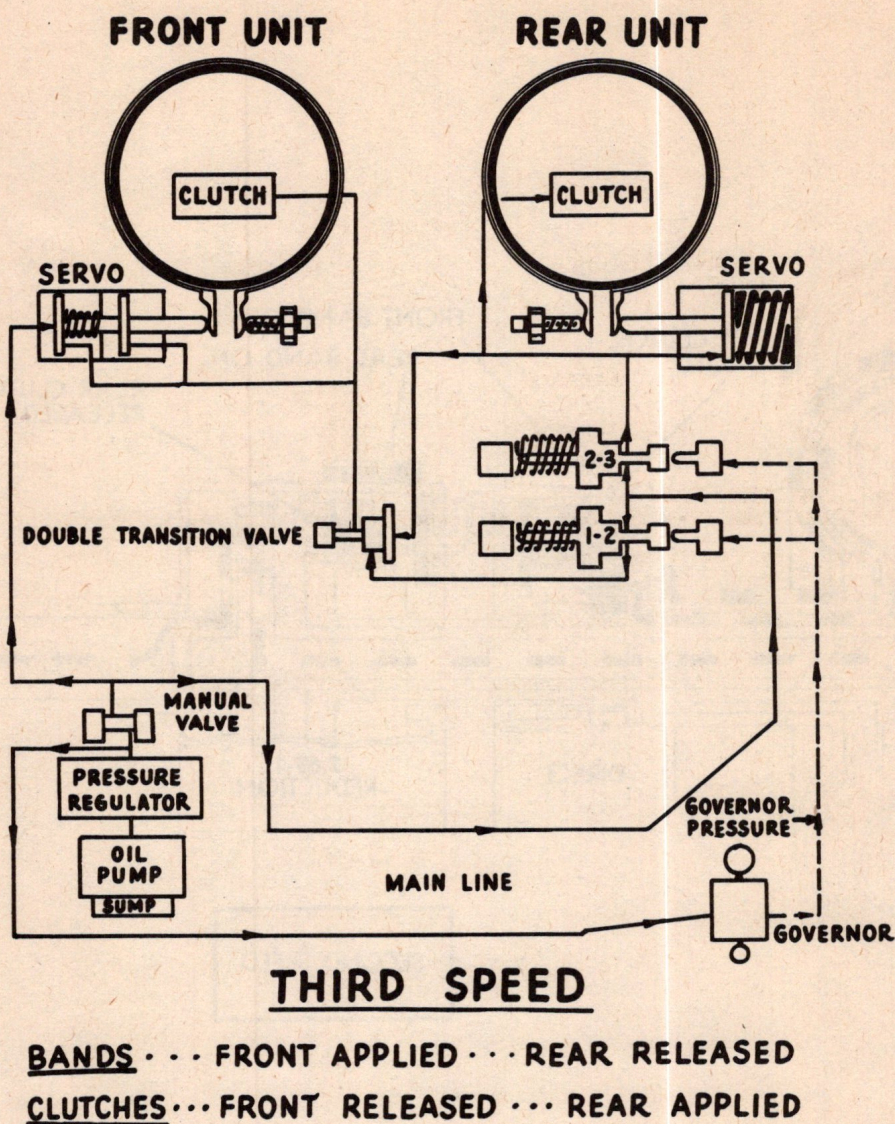 FRONT UNIT
REAR UNIT
CLUTCH
CLUTCH
SERVO
SERVO
2-3
1-2
DOUBLE TRANSITION VALVE
MANUAL
VALVE
PRESSURE
REGULATOR
OIL
PUMP
SUMP
GOVERNOR
PRESSURE
MAIN LINE
GOVERNOR
THIRD SPEED
BANDS ··· FRONT APPLIED ··· REAR RELEASED
CLUTCHES ··· FRONT RELEASED ··· REAR APPLIED